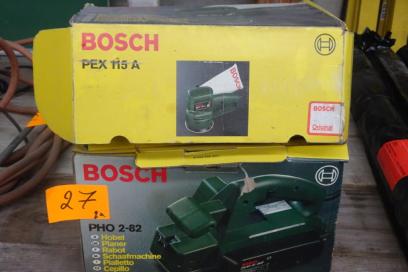 BOSCH
PEX 115 A
BOSCH
Original
BOSCH
27
PHO 2-82
Hobel
Planer
Rabot
Schaafmachine
Pialletto
Cepillo